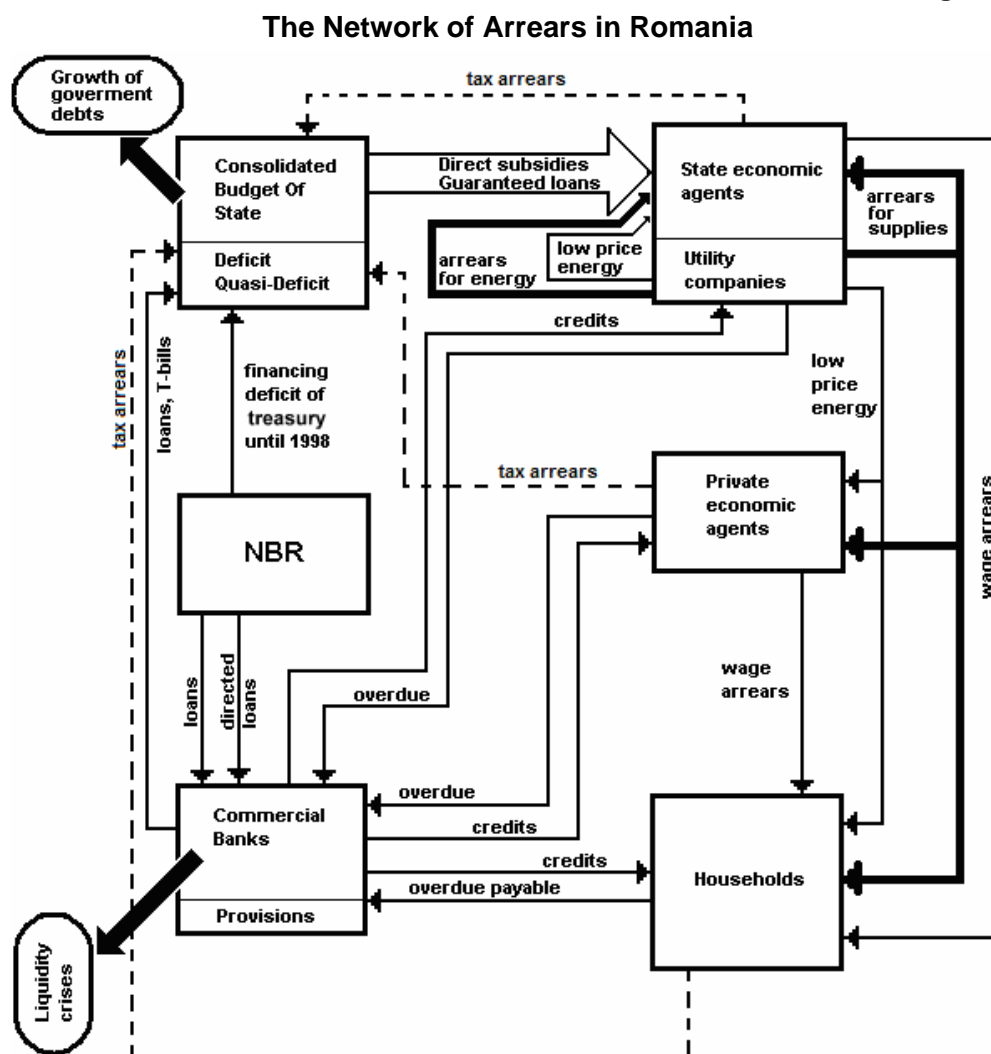 The Network of Arrears in Romania
Growth of
goverment
debts
tax arrears
Consolidated
Budget Of
State
Direct subsidies
Guaranteed loans
State economic
agents
arrears
for
supplies
Deficit
Quasi-Deficit
arrears
for energy
low price
energy
Utility
companies
credits
tax arrears
loans, T-bills
financing
deficit of
treasury
until 1998
low
price
energy
tax arrears
Private
economic
agents
wage arrears
NBR
loans
directed
loans
overdue
wage
arrears
Commercial
Banks
overdue
credits
credits
overdue payable
Households
Provisions
Liquidity
crises